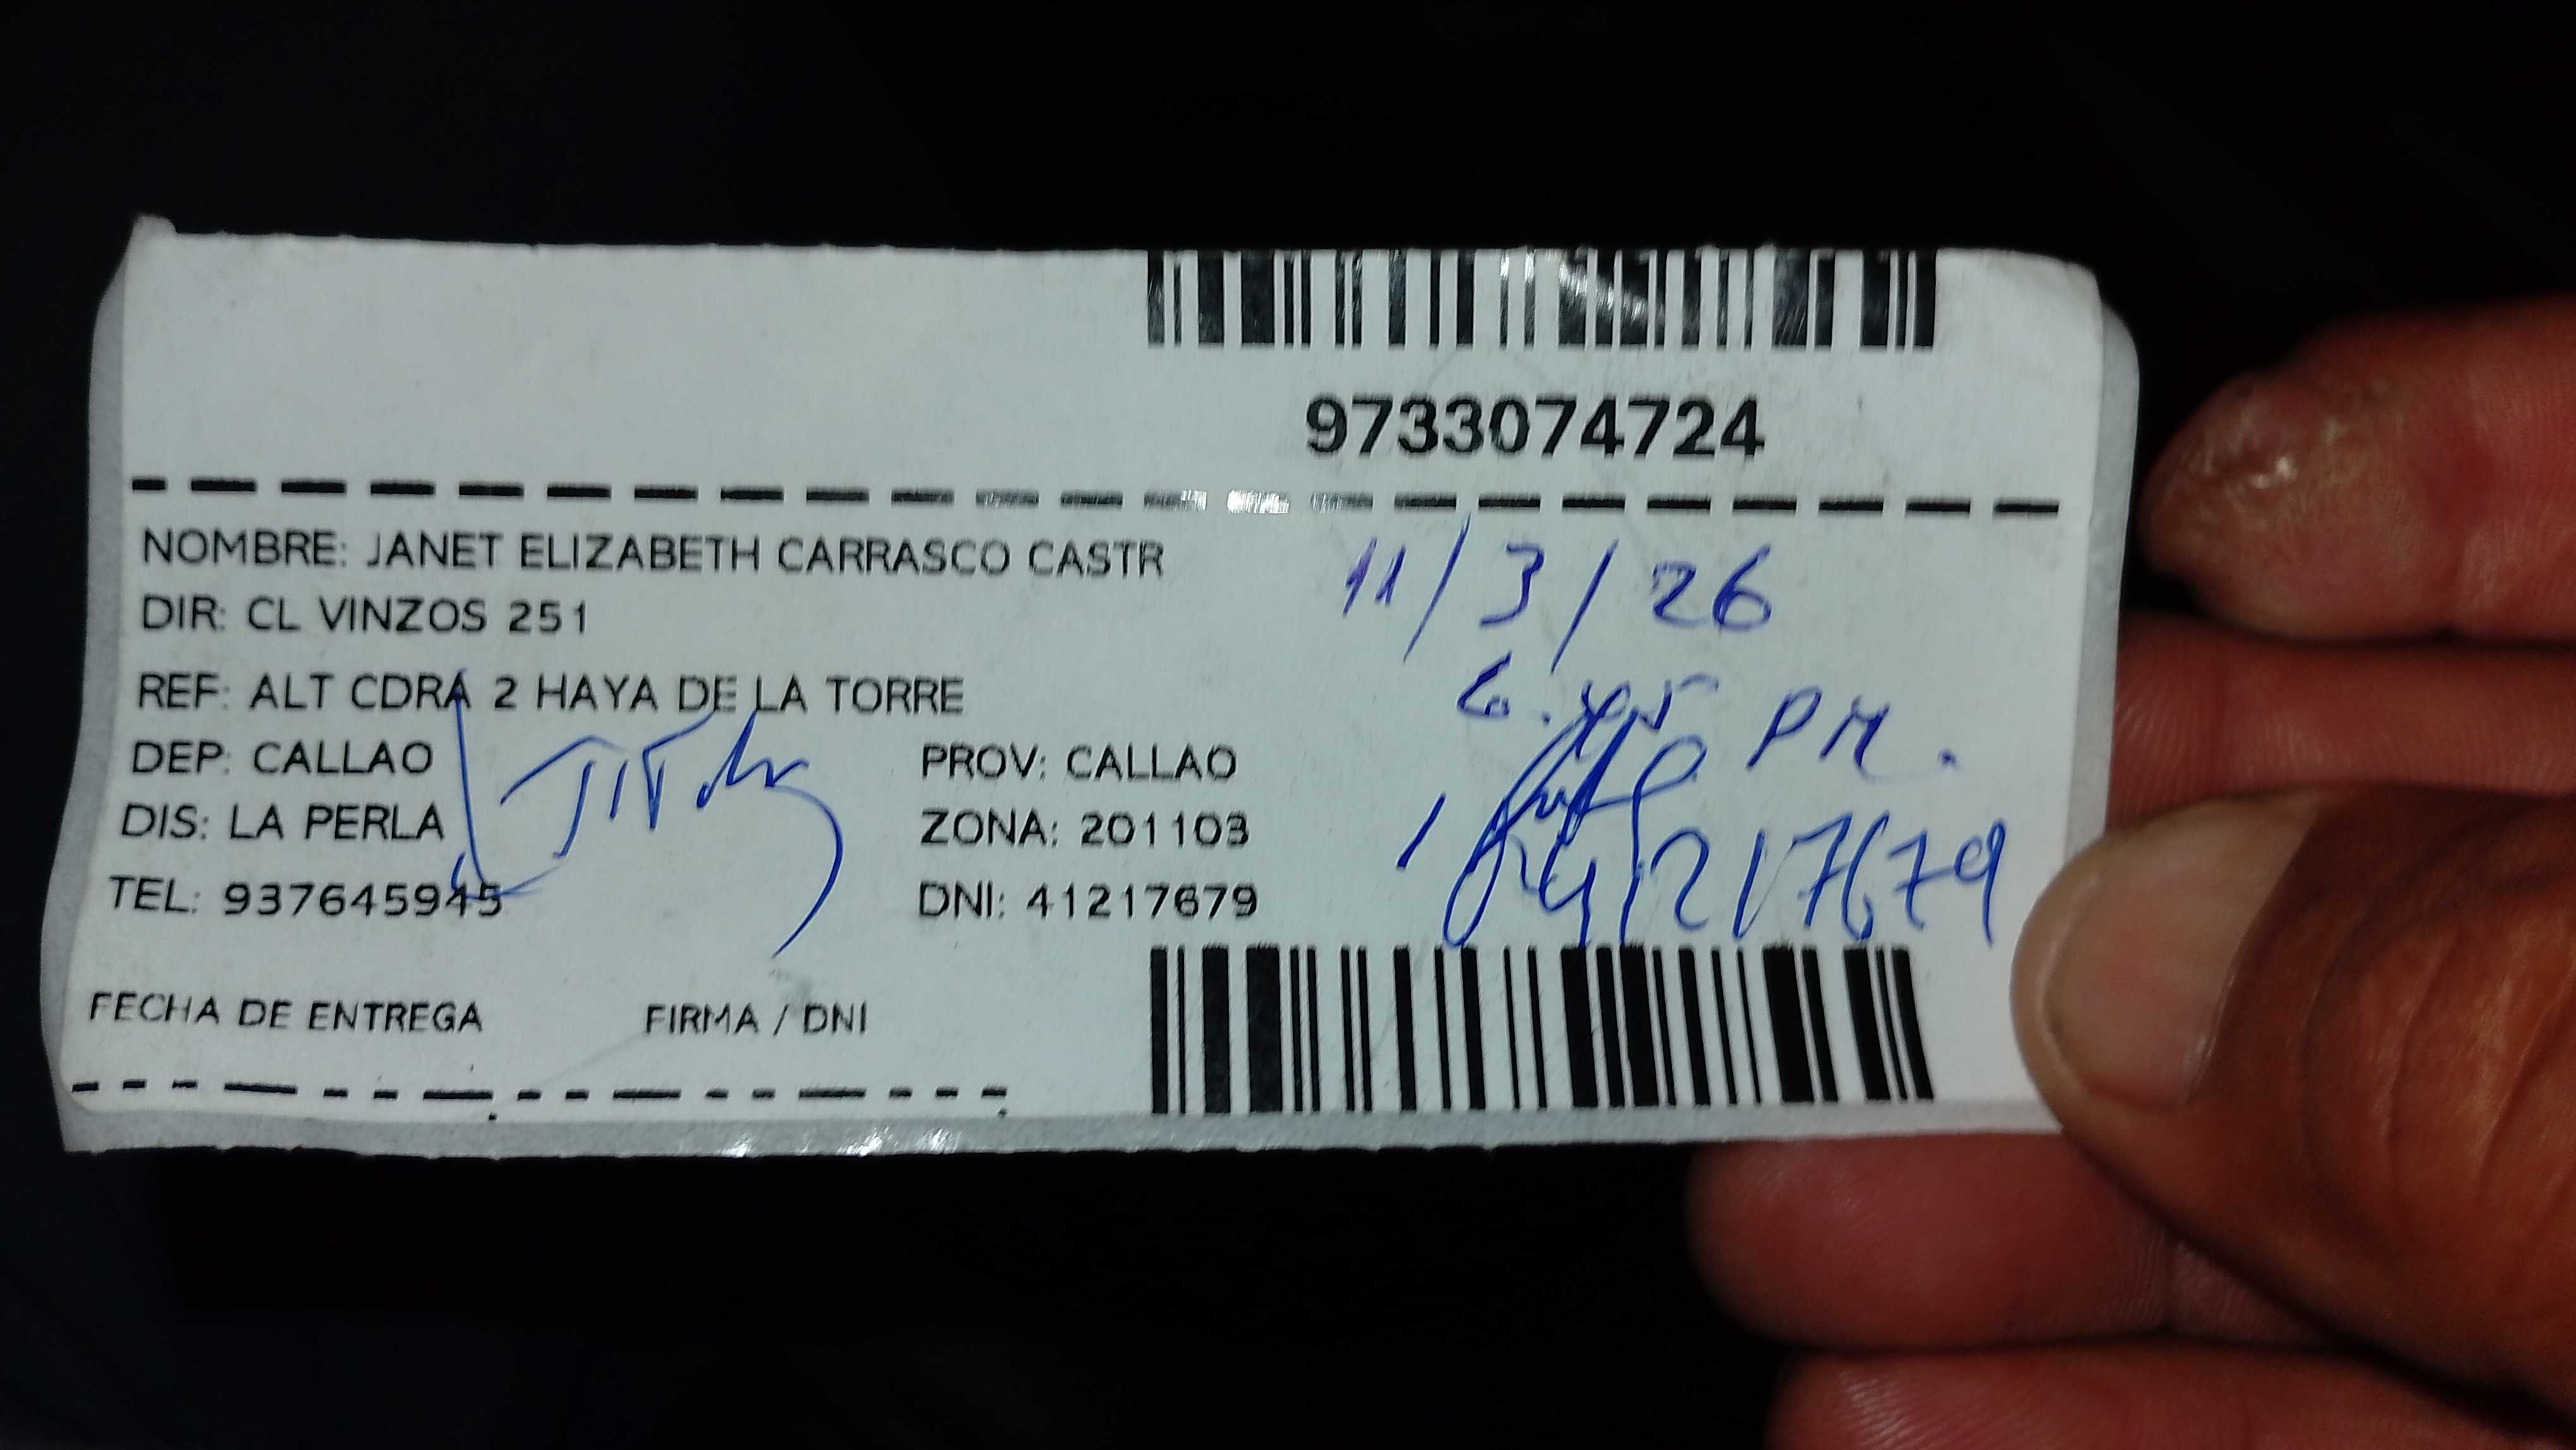 9733074724
NOMBRE: JANET ELIZABETH CARRASCO CASTR
11/3/26
DIR: CL VINZOS 251
REF: ALT CDRA 2 HAYA DE LA TORRE
PM.
DEP: CALLAO PROV: CALLAO
DIS: LA PERLA ZONA: 201103
41217679
TEL: 937645945 DNI: 41217679
FECHA DE ENTREGA FIRMA / DNI